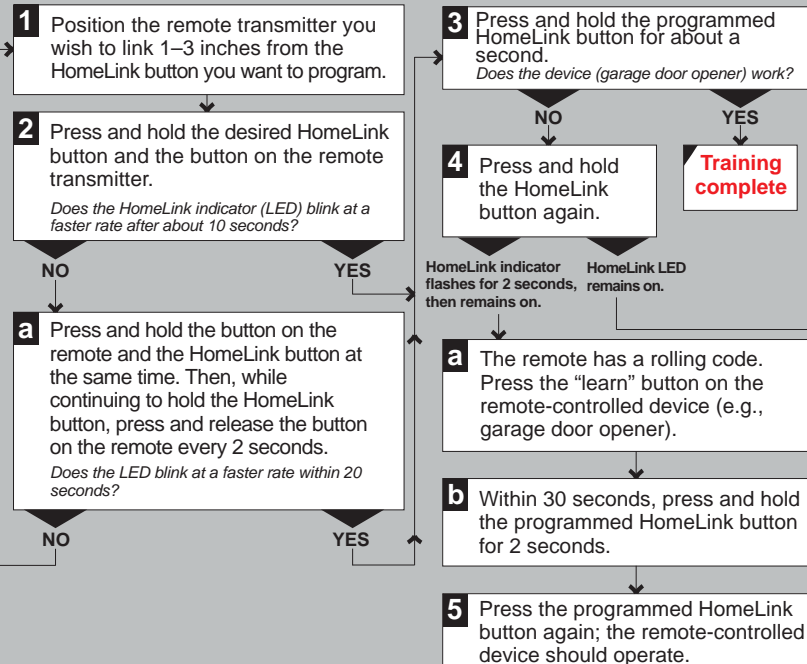 1 Position the remote transmitter you
wish to link 1–3 inches from the
HomeLink button you want to program.
2 Press and hold the desired HomeLink
button and the button on the remote
transmitter.
Does the HomeLink indicator (LED) blink at a
faster rate after about 10 seconds?
NO YES
a Press and hold the button on the
remote and the HomeLink button at
the same time. Then, while
continuing to hold the HomeLink
button, press and release the button
on the remote every 2 seconds.
Does the LED blink at a faster rate within 20
seconds?
NO YES
3 Press and hold the programmed
HomeLink button for about a
second.
Does the device (garage door opener) work?
NO YES
4 Press and hold
the HomeLink
button again.
Training
complete
HomeLink indicator
flashes for 2 seconds,
then remains on.
HomeLink LED
remains on.
a The remote has a rolling code.
Press the “learn” button on the
remote-controlled device (e.g.,
garage door opener).
b Within 30 seconds, press and hold
the programmed HomeLink button
for 2 seconds.
5 Press the programmed HomeLink
button again; the remote-controlled
device should operate.